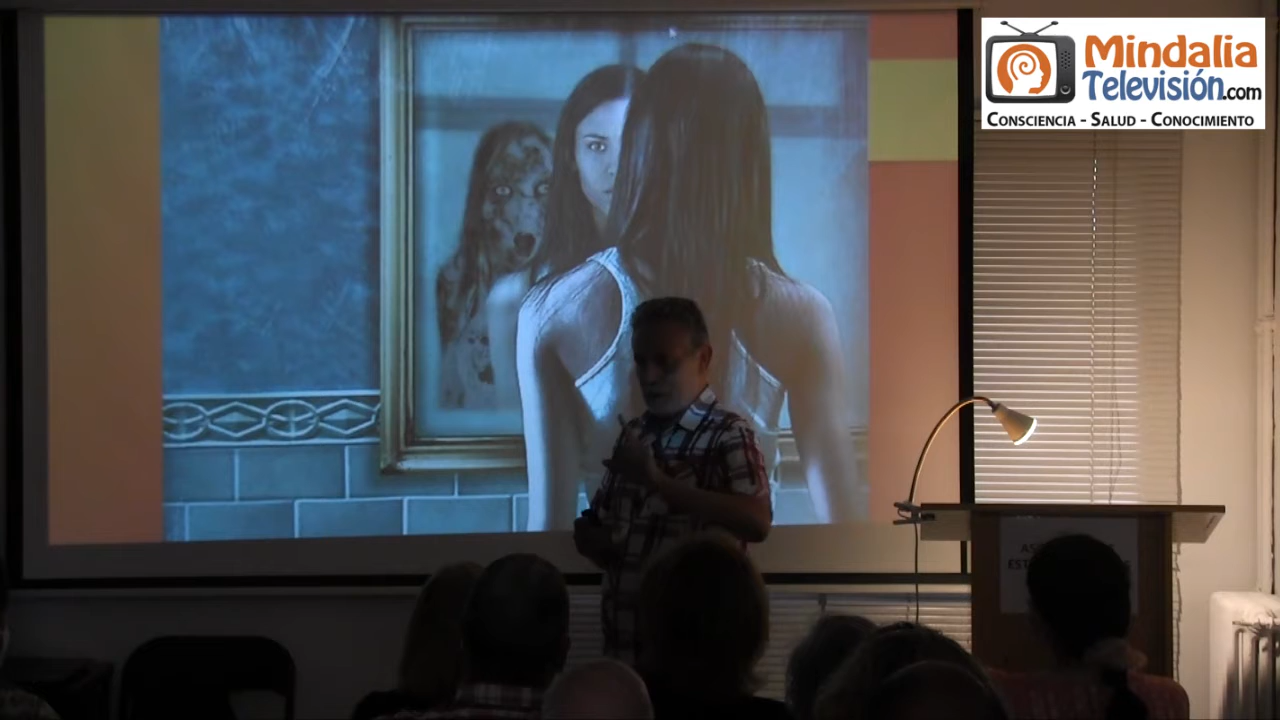 Mindalia
Televisión.com
Consciencia - Salud - Conocimiento